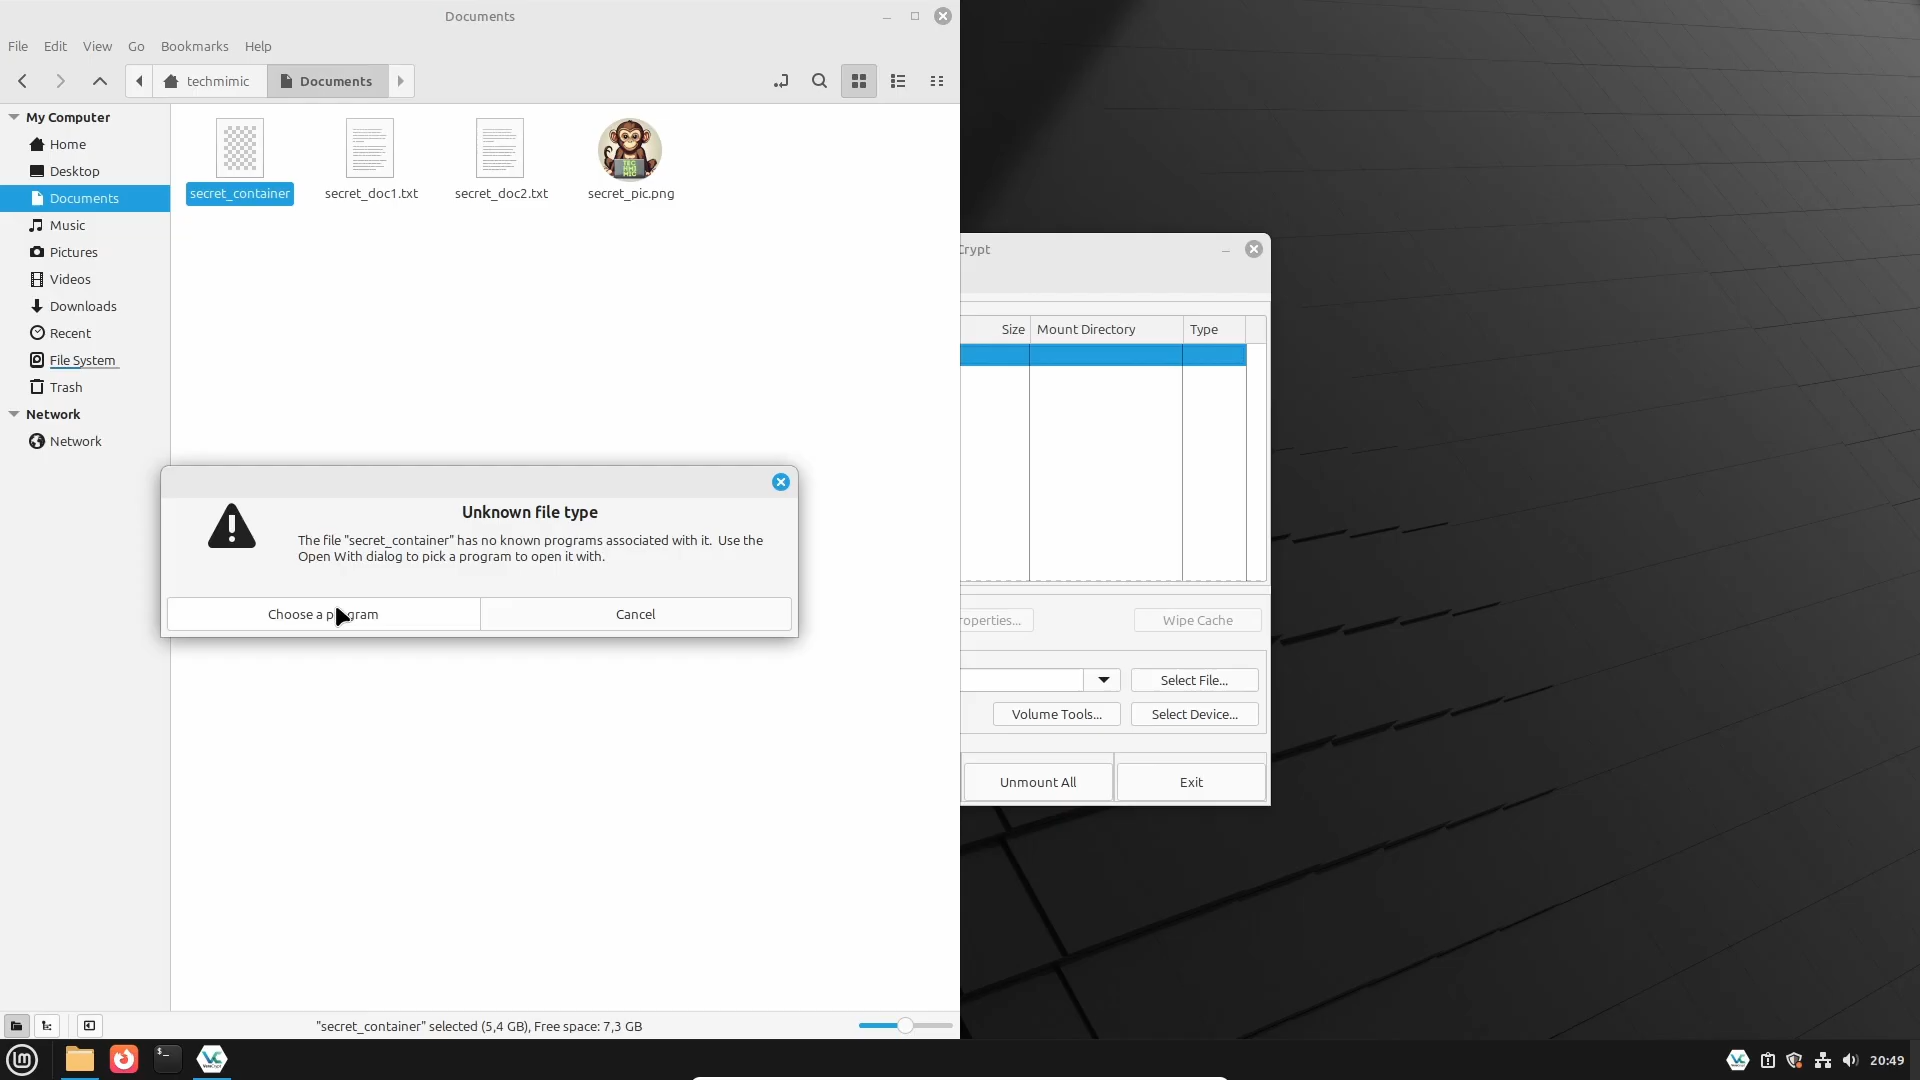 Documents
File Edit View Go Bookmarks Help
techmimic Documents
My Computer
Home
Desktop
Documents
Music
Pictures
Videos
Downloads
Recent
File System
Trash
Network
Network
secret_container secret_doc1.txt secret_doc2.txt secret_pic.png
Unknown file type
The file "secret_container" has no known programs associated with it. Use the
Open With dialog to pick a program to open it with.
Choose a program Cancel
"secret_container" selected (5,4 GB), Free space: 7,3 GB
Crypt
Size Mount Directory Type
roperties... Wipe Cache
Select File...
Volume Tools... Select Device...
Unmount All Exit
20:49